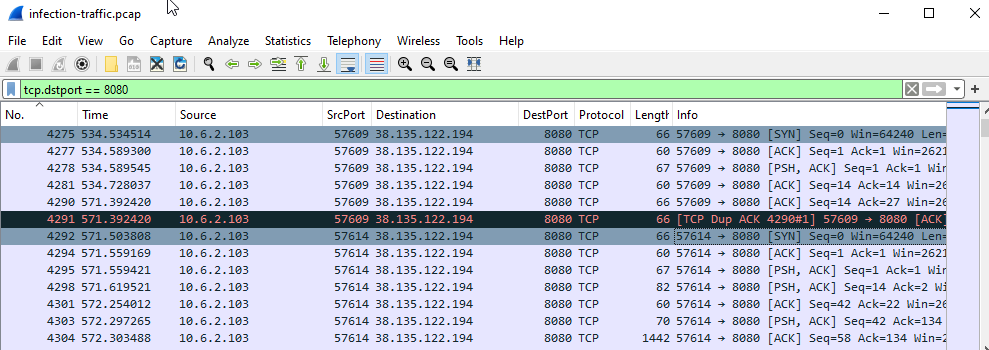 infection-traffic.pcap
File Edit View Go Capture Analyze Statistics Telephony Wireless Tools Help
tcp.dstport == 8080
No. Time Source SrcPort Destination DestPort Protocol Length Info
4275 534.534514 10.6.2.103 57609 38.135.122.194 8080 TCP 66 57609 → 8080 [SYN] Seq=0 Win=64240 Len=
4277 534.589300 10.6.2.103 57609 38.135.122.194 8080 TCP 60 57609 → 8080 [ACK] Seq=1 Ack=1 Win=2621
4278 534.589545 10.6.2.103 57609 38.135.122.194 8080 TCP 67 57609 → 8080 [PSH, ACK] Seq=1 Ack=1 Win
4281 534.728037 10.6.2.103 57609 38.135.122.194 8080 TCP 60 57609 → 8080 [ACK] Seq=14 Ack=14 Win=26
4290 571.392420 10.6.2.103 57609 38.135.122.194 8080 TCP 66 57609 → 8080 [ACK] Seq=14 Ack=27 Win=26
4291 571.392420 10.6.2.103 57609 38.135.122.194 8080 TCP 66 [TCP Dup ACK 4290#1] 57609 → 8080 [ACK]
4292 571.503808 10.6.2.103 57614 38.135.122.194 8080 TCP 66 57614 → 8080 [SYN] Seq=0 Win=64240 Len=
4294 571.559169 10.6.2.103 57614 38.135.122.194 8080 TCP 60 57614 → 8080 [ACK] Seq=1 Ack=1 Win=2621
4295 571.559421 10.6.2.103 57614 38.135.122.194 8080 TCP 67 57614 → 8080 [PSH, ACK] Seq=1 Ack=1 Win
4298 571.619521 10.6.2.103 57614 38.135.122.194 8080 TCP 82 57614 → 8080 [PSH, ACK] Seq=14 Ack=2 Wi
4301 572.254012 10.6.2.103 57614 38.135.122.194 8080 TCP 60 57614 → 8080 [ACK] Seq=42 Ack=22 Win=26
4303 572.297265 10.6.2.103 57614 38.135.122.194 8080 TCP 70 57614 → 8080 [PSH, ACK] Seq=42 Ack=134
4304 572.303488 10.6.2.103 57614 38.135.122.194 8080 TCP 1442 57614 → 8080 [ACK] Seq=58 Ack=134 Win=2